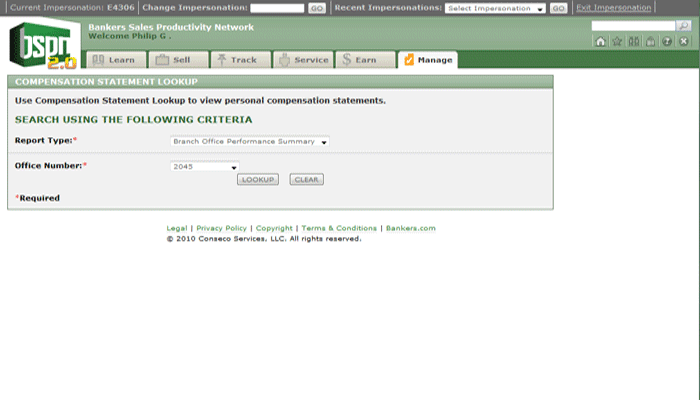 Current Impersonation: E4306 Change Impersonation: GO Recent Impersonations: Select Impersonation GO Exit Impersonation
bspn 2.0
Bankers Sales Productivity Network
Welcome Philip G .
Learn Sell Track Service Earn Manage
COMPENSATION STATEMENT LOOKUP
Use Compensation Statement Lookup to view personal compensation statements.
SEARCH USING THE FOLLOWING CRITERIA
Report Type:* Branch Office Performance Summary
Office Number:* 2045
LOOKUP CLEAR
*Required
Legal | Privacy Policy | Copyright | Terms & Conditions | Bankers.com
© 2010 Conseco Services, LLC. All rights reserved.